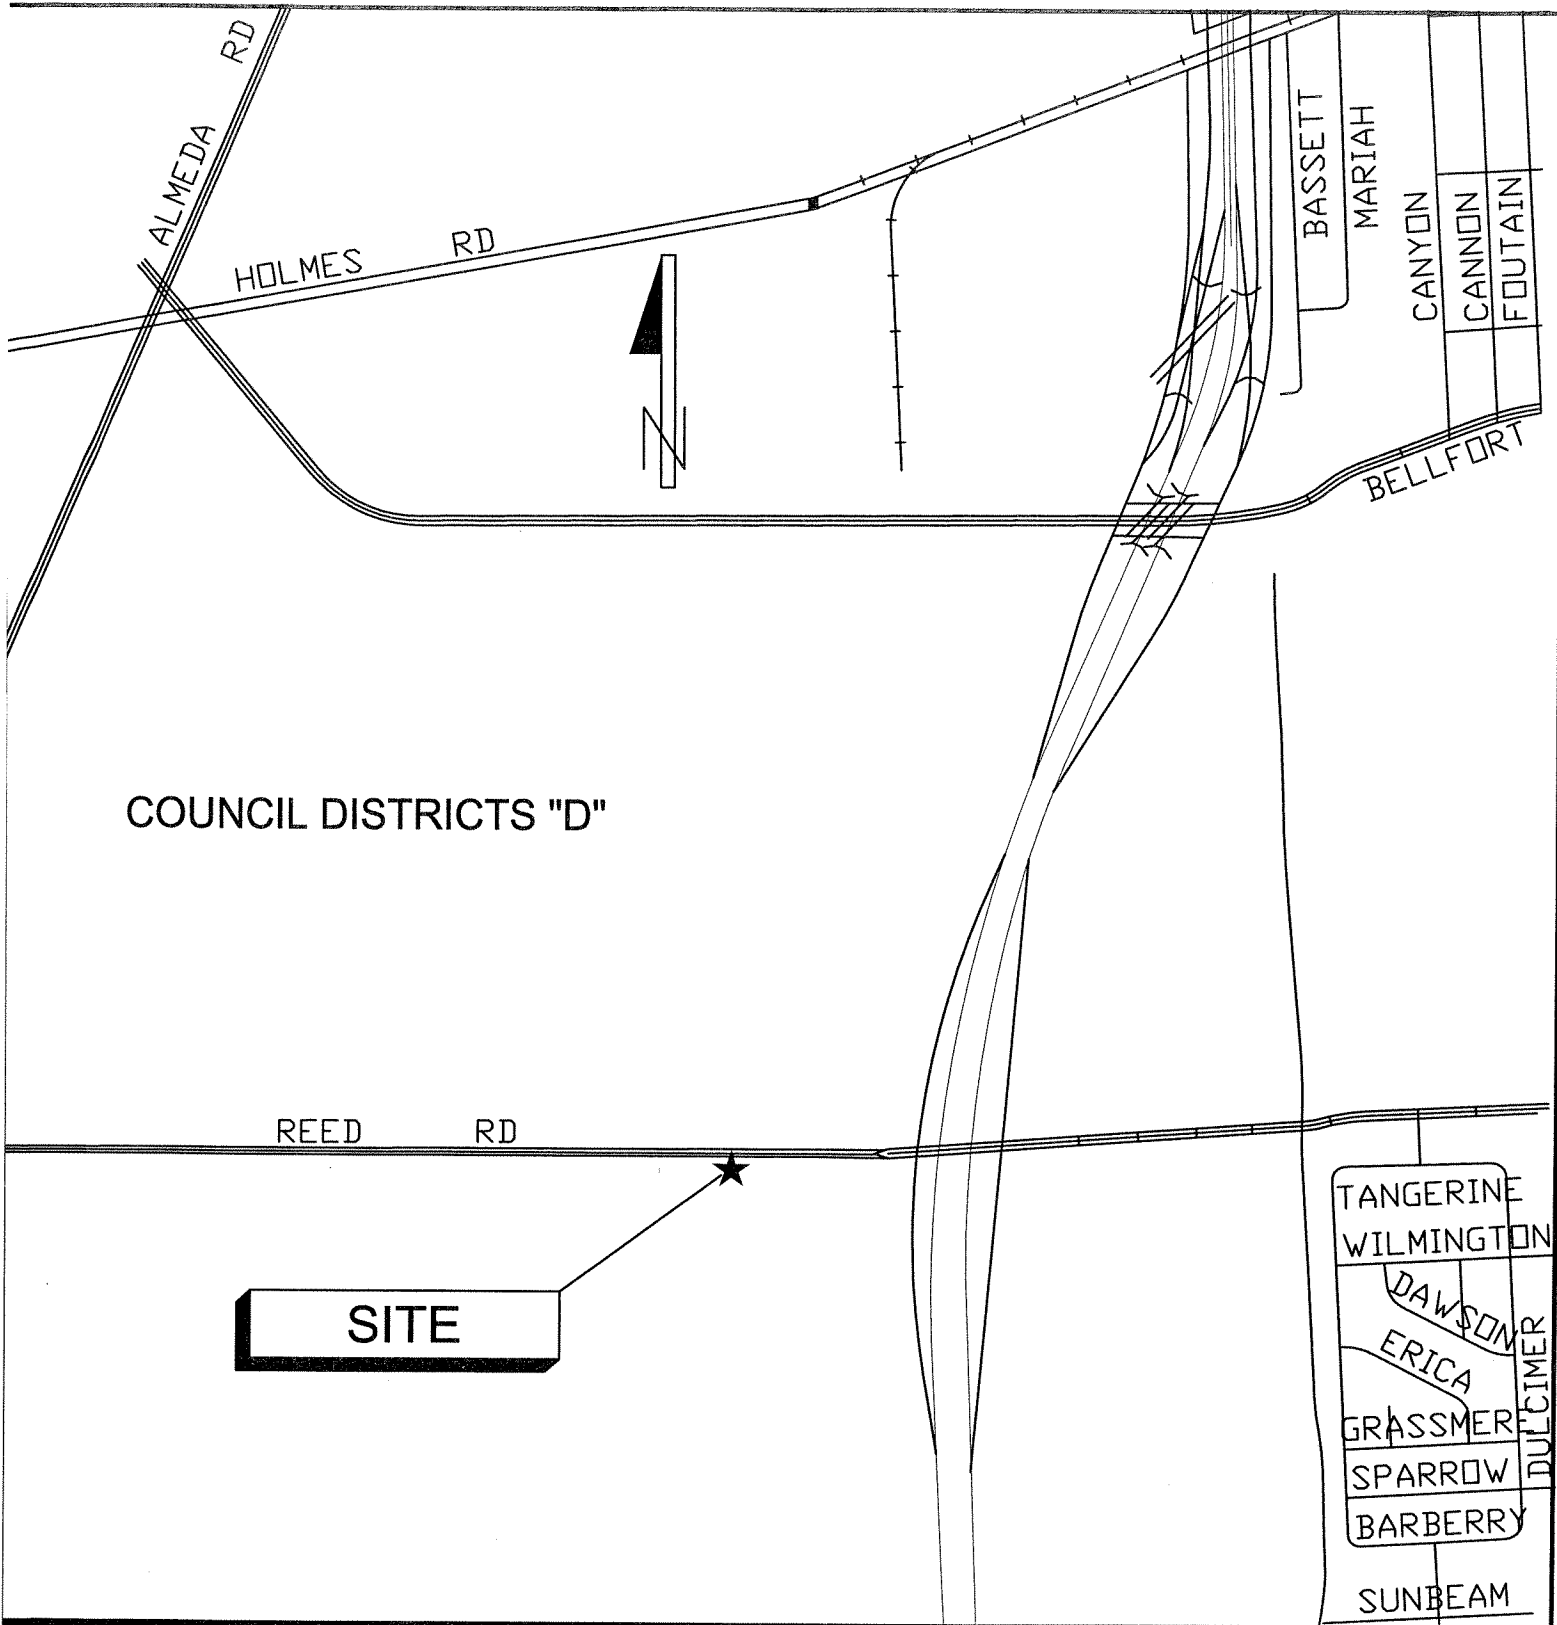 ALMEDA RD
HOLMES RD
N
BASSETT
MARIAH
CANYON
CANNON
FOUTAIN
BELLFORT
COUNCIL DISTRICTS "D"
REED RD
SITE
TANGERINE
WILMINGTON
DAWSON
ERICA
GRASSMERE
DULCIMER
SPARROW
BARBERRY
SUNBEAM